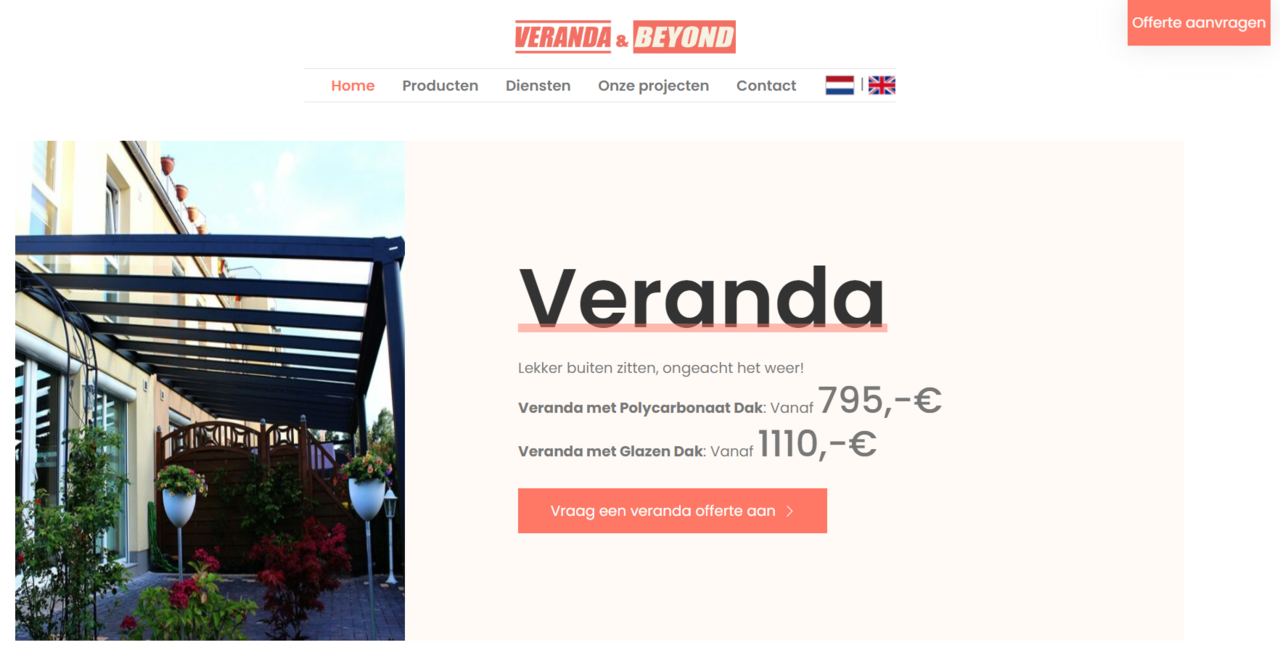 VERANDA & BEYOND
Offerte aanvragen
Home Producten Diensten Onze projecten Contact |
Veranda
Lekker buiten zitten, ongeacht het weer!
Veranda met Polycarbonaat Dak: Vanaf 795,-€
Veranda met Glazen Dak: Vanaf 1110,-€
Vraag een veranda offerte aan